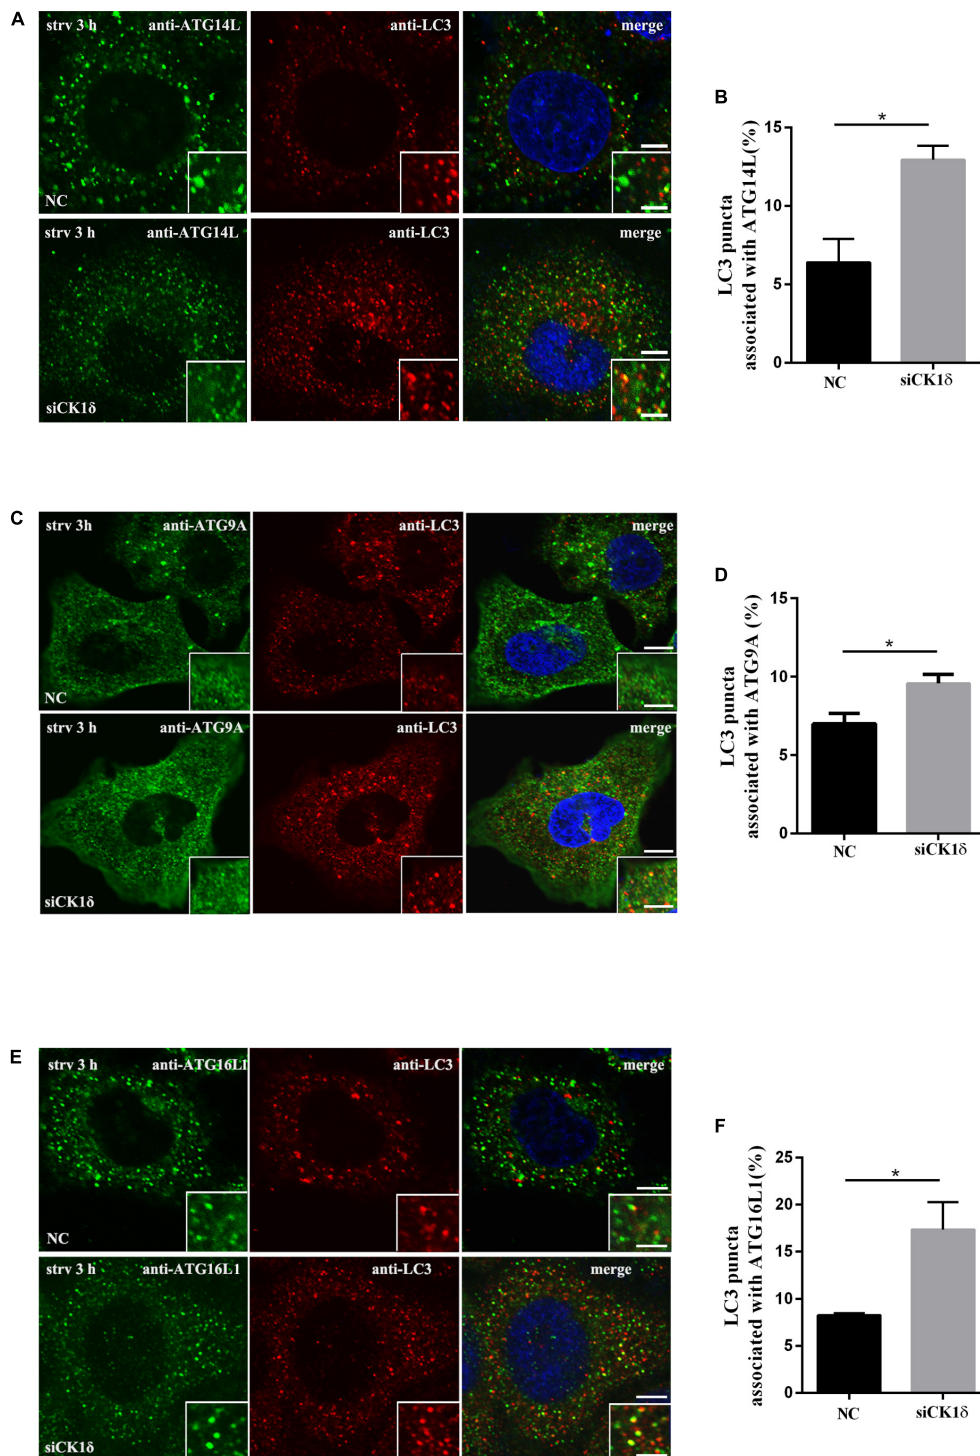 A
strv 3 h anti-ATG14L anti-LC3 merge
NC
strv 3 h anti-ATG14L anti-LC3 merge
siCK1δ
B
LC3 puncta
associated with ATG14L(%)
15
10
5
0
*
NC siCK1δ
C
strv 3h anti-ATG9A anti-LC3 merge
NC
strv 3 h anti-ATG9A anti-LC3 merge
siCK1δ
D
LC3 puncta
associated with ATG9A (%)
15
10
5
0
*
NC siCK1δ
E
strv 3 h anti-ATG16L1 anti-LC3 merge
NC
strv 3 h anti-ATG16L1 anti-LC3 merge
siCK1δ
F
LC3 puncta
associated with ATG16L1(%)
25
20
15
10
5
0
*
NC siCK1δ